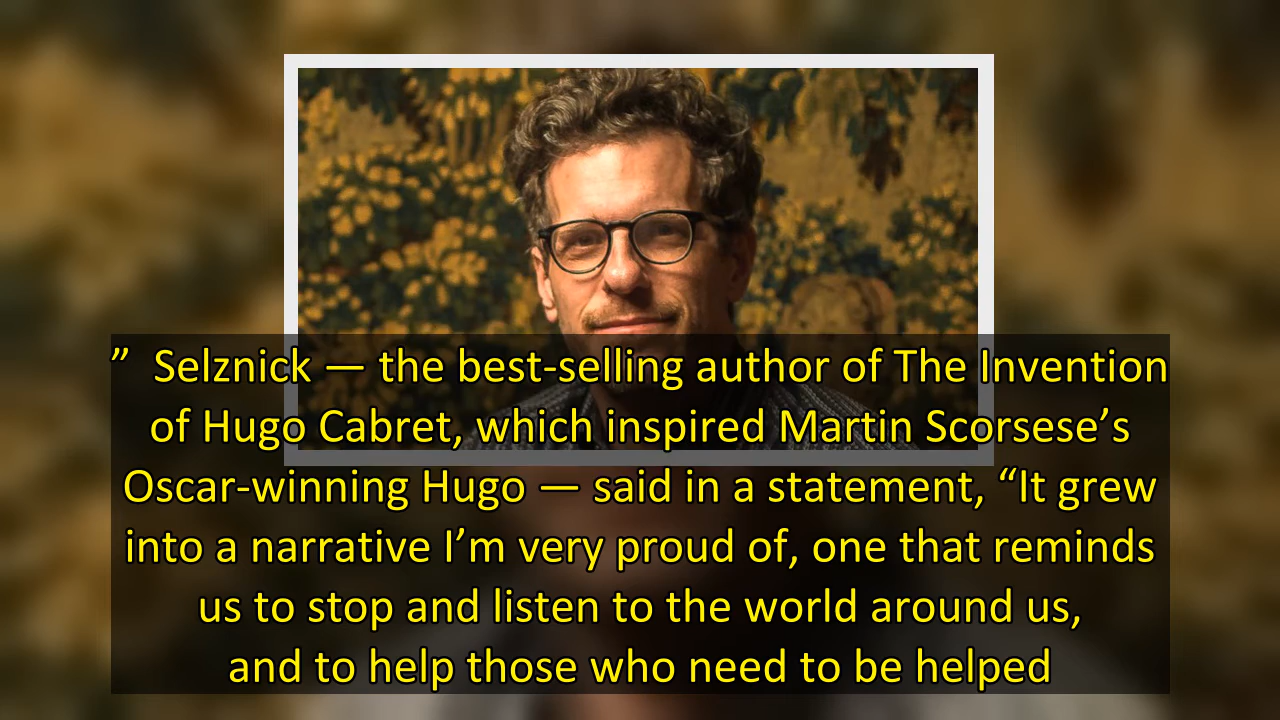 ”  Selznick — the best-selling author of The Invention
of Hugo Cabret, which inspired Martin Scorsese’s
Oscar-winning Hugo — said in a statement, “It grew
into a narrative I’m very proud of, one that reminds
us to stop and listen to the world around us,
and to help those who need to be helped